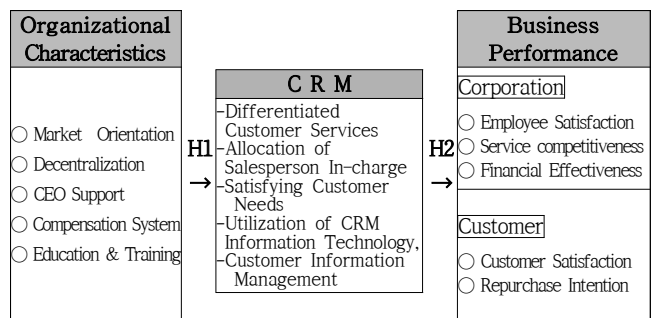 Organizational
Characteristics
○ Market Orientation
○ Decentralization
○ CEO Support
○ Compensation System
○ Education & Training
H1
→
C R M
-Differentiated
Customer Services
-Allocation of
Salesperson In-charge
-Satisfying Customer
Needs
-Utilization of CRM
Information Technology,
-Customer Information
Management
H2
→
Business
Performance
Corporation
○ Employee Satisfaction
○ Service competitiveness
○ Financial Effectiveness
Customer
○ Customer Satisfaction
○ Repurchase Intention